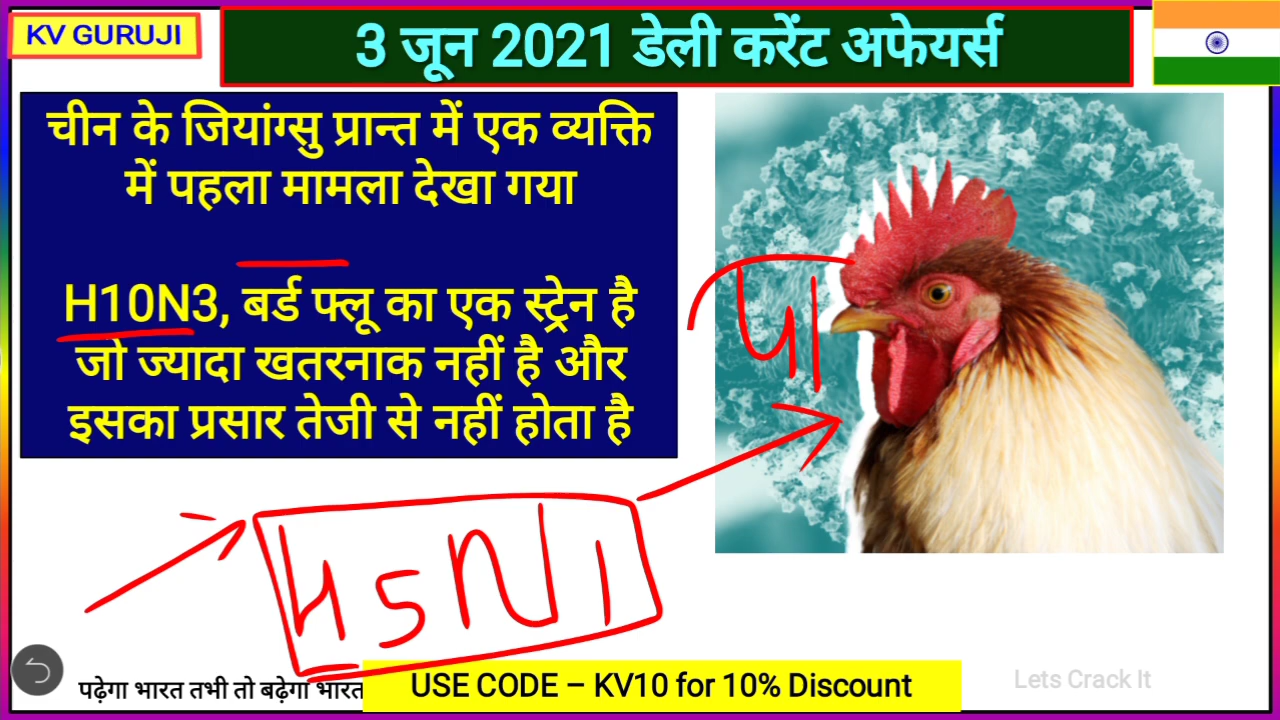 KV GURUJI
3 जून 2021 डेली करेंट अफेयर्स
चीन के जियांग्सु प्रान्त में एक व्यक्ति
में पहला मामला देखा गया
H10N3, बर्ड फ्लू का एक स्ट्रेन है
जो ज्यादा खतरनाक नहीं है और
इसका प्रसार तेजी से नहीं होता है
H5N1
पढ़ेगा भारत तभी तो बढ़ेगा भारत
USE CODE – KV10 for 10% Discount
Lets Crack It